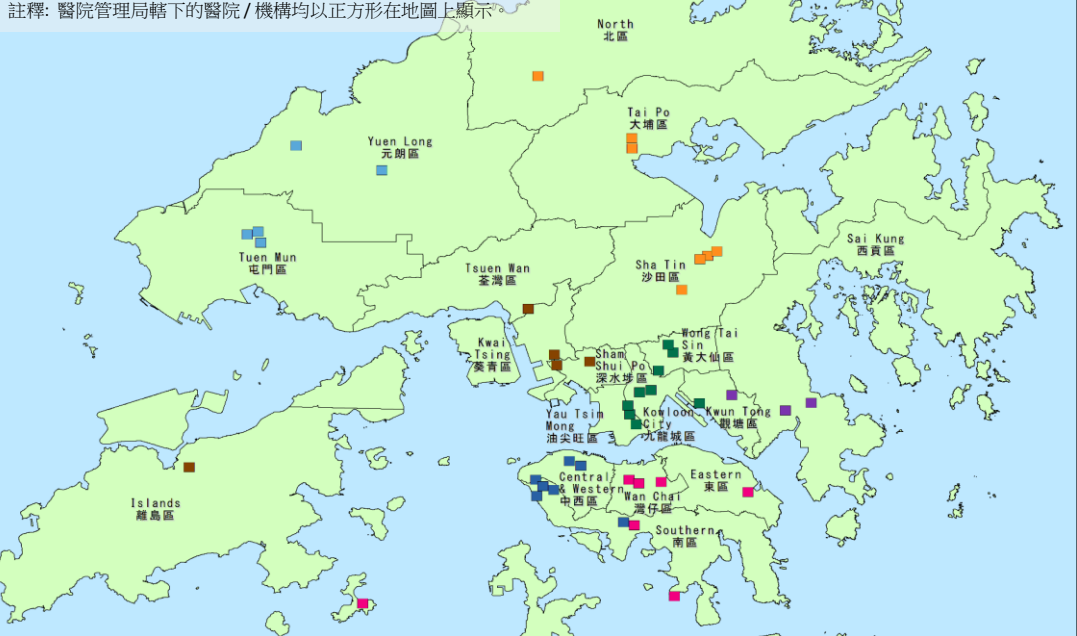 註釋: 醫院管理局轄下的醫院 / 機構均以正方形在地圖上顯示。
North
北區
Tai Po
大埔區
Yuen Long
元朗區
Sai Kung
西貢區
Tuen Mun
屯門區
Tsuen Wan
荃灣區
Sha Tin
沙田區
Wong Tai
Sin
黃大仙區
Kwai
Tsing
葵青區
Sham
Shui Po
深水埗區
Yau Tsim
Mong
油尖旺區
Kowloon
City
九龍城區
Kwun Tong
觀塘區
Islands
離島區
Central
& Western
中西區
Wan Chai
灣仔區
Eastern
東區
Southern
南區